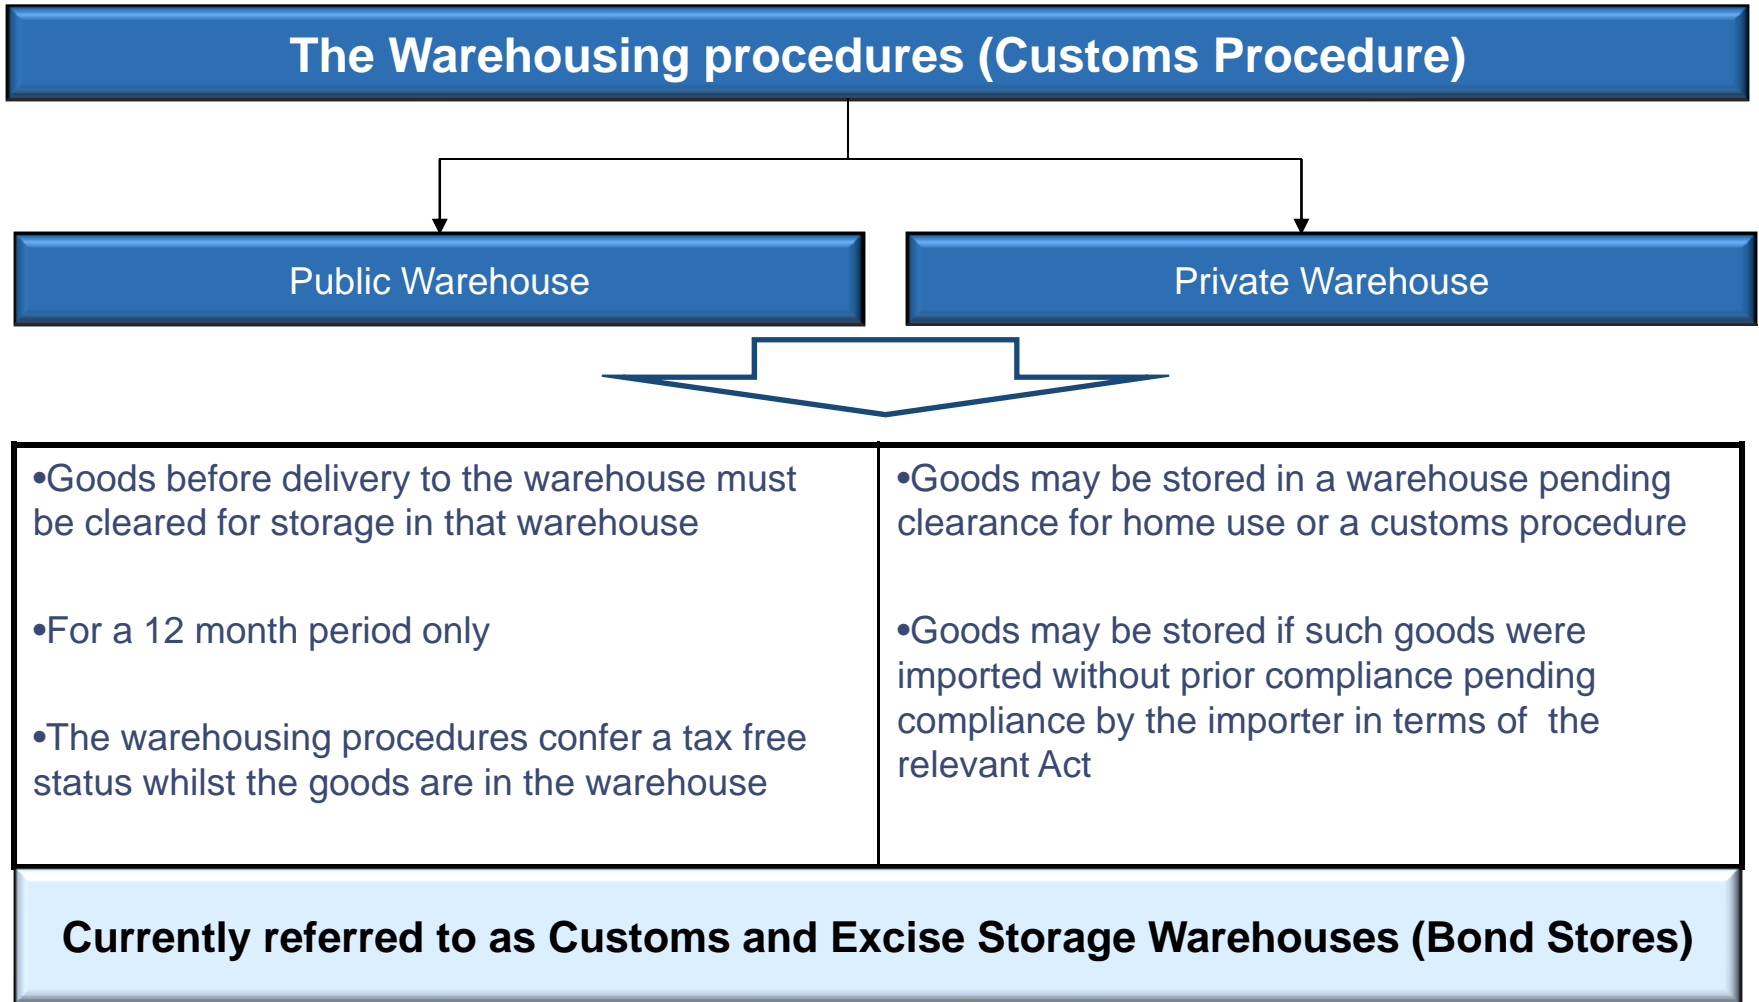 The Warehousing procedures (Customs Procedure)
Public Warehouse
Private Warehouse
•Goods before delivery to the warehouse must
be cleared for storage in that warehouse
•For a 12 month period only
•The warehousing procedures confer a tax free
status whilst the goods are in the warehouse
•Goods may be stored in a warehouse pending
clearance for home use or a customs procedure
•Goods may be stored if such goods were
imported without prior compliance pending
compliance by the importer in terms of  the
relevant Act
Currently referred to as Customs and Excise Storage Warehouses (Bond Stores)